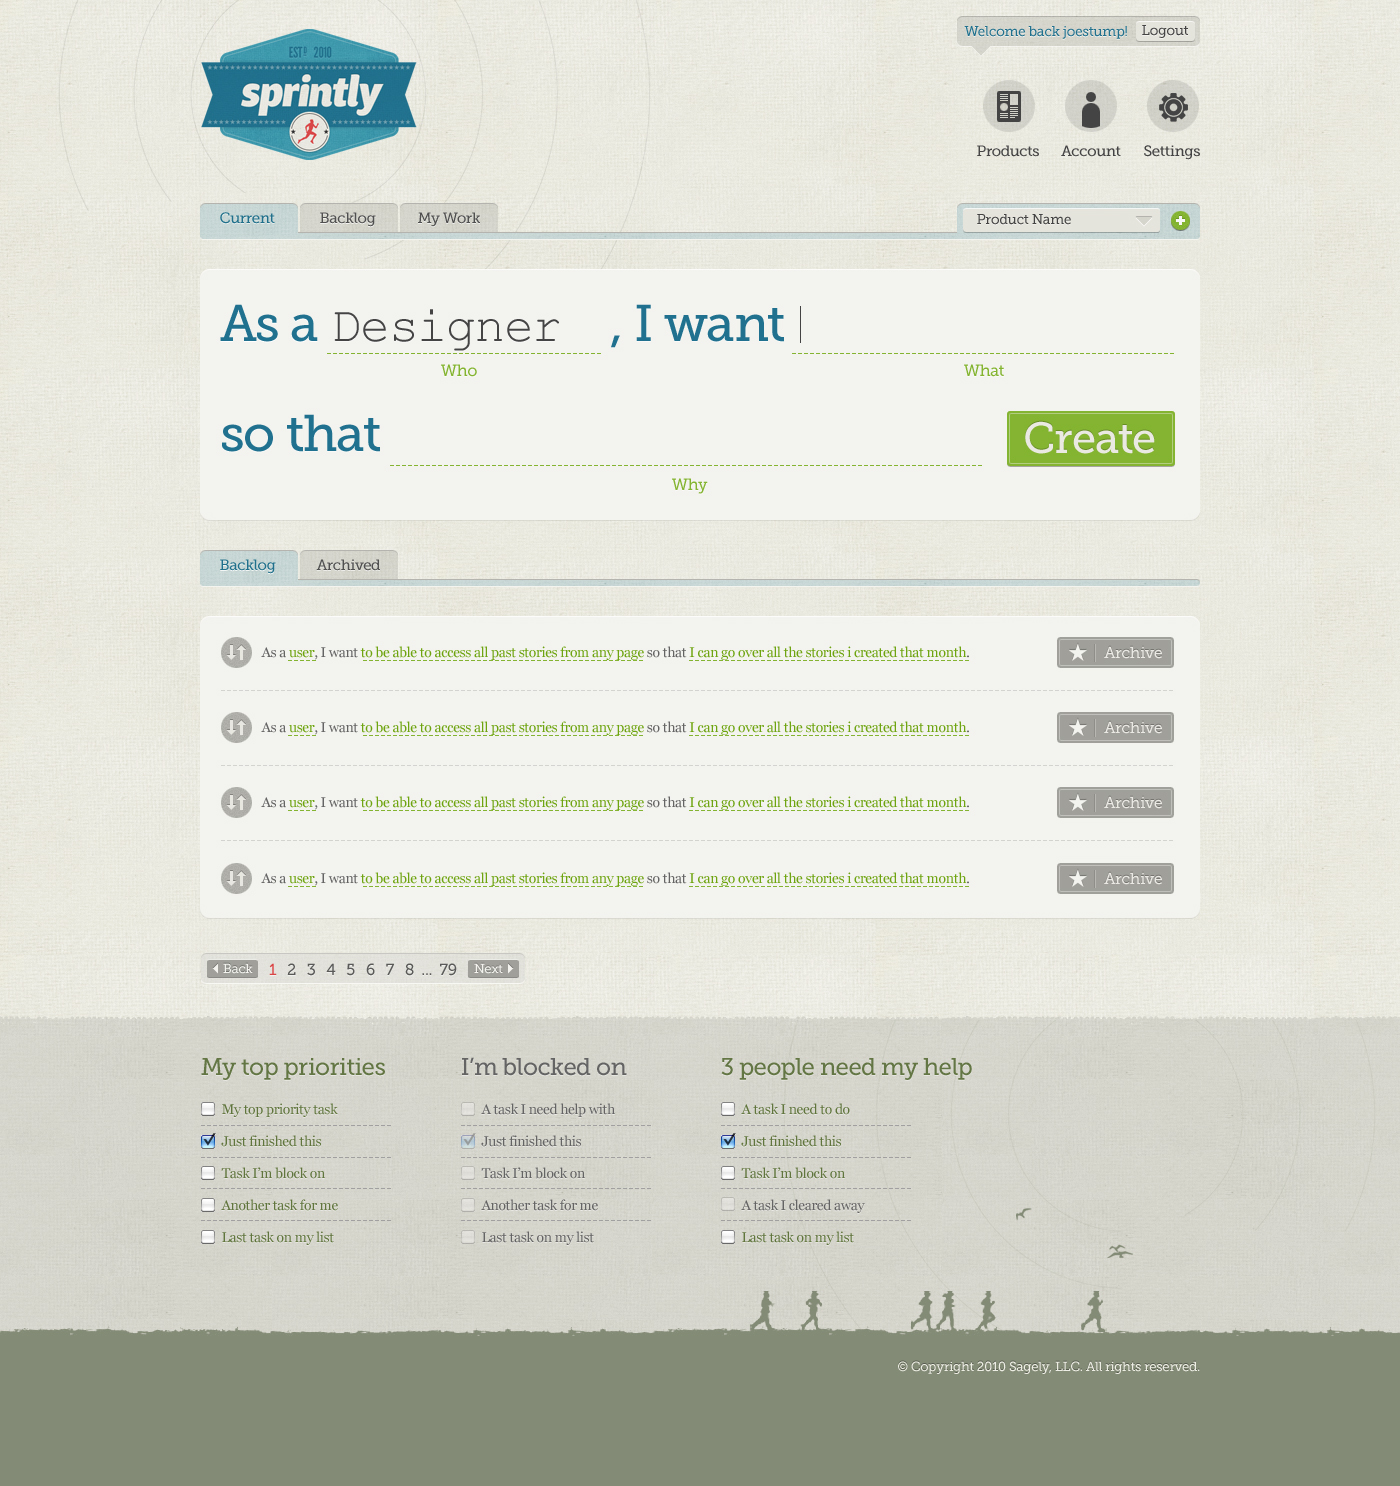 EST'D 2010
sprintly
Welcome back joestump! Logout
Products Account Settings
Current Backlog My Work Product Name
As a Designer , I want
Who What
so that Create
Why
Backlog Archived
As a user, I want to be able to access all past stories from any page so that I can go over all the stories i created that month. Archive
As a user, I want to be able to access all past stories from any page so that I can go over all the stories i created that month. Archive
As a user, I want to be able to access all past stories from any page so that I can go over all the stories i created that month. Archive
As a user, I want to be able to access all past stories from any page so that I can go over all the stories i created that month. Archive
Back 1 2 3 4 5 6 7 8 ... 79 Next
My top priorities
My top priority task
Just finished this
Task I'm block on
Another task for me
Last task on my list
I'm blocked on
A task I need help with
Just finished this
Task I'm block on
Another task for me
Last task on my list
3 people need my help
A task I need to do
Just finished this
Task I'm block on
A task I cleared away
Last task on my list
© Copyright 2010 Sagely, LLC. All rights reserved.